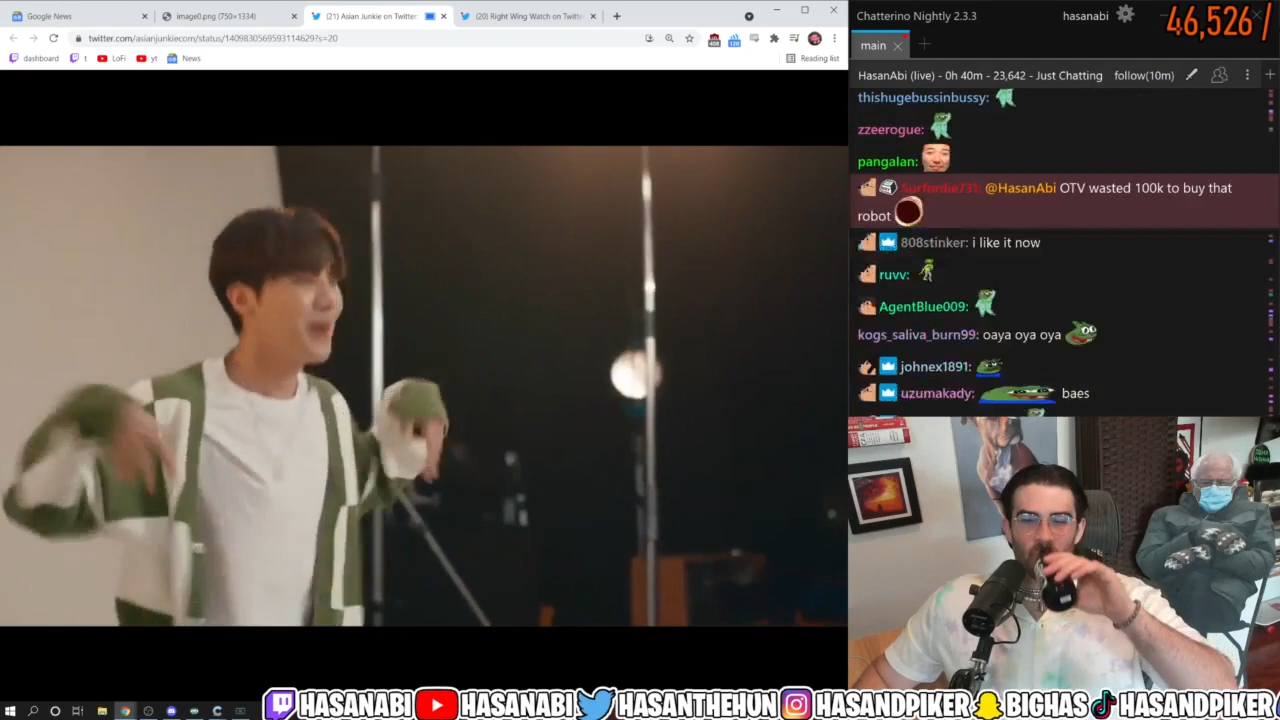 Google News
image0.png (750×1334)
(21) Asian Junkie on Twitter:
(20) Right Wing Watch on Twitte
twitter.com/asianjunkiecom/status/1409830569593114629?s=20
dashboard
t
LoFi
yt
News
Reading list
Chatterino Nightly 2.3.3
hasanabi
46,526 /
main
HasanAbi (live) - 0h 40m - 23,642 - Just Chatting
follow(10m)
thishugebussinbussy:
zzeerogue:
pangalan:
Surfordie731: @HasanAbi OTV wasted 100k to buy that
robot
808stinker: i like it now
ruvv:
AgentBlue009:
kogs_saliva_burn99: oaya oya oya
johnex1891:
uzumakady: baes
HASANABI
HASANABI
HASANTHEHUN
HASANDPIKER
BIGHAS
HASANDPIKER